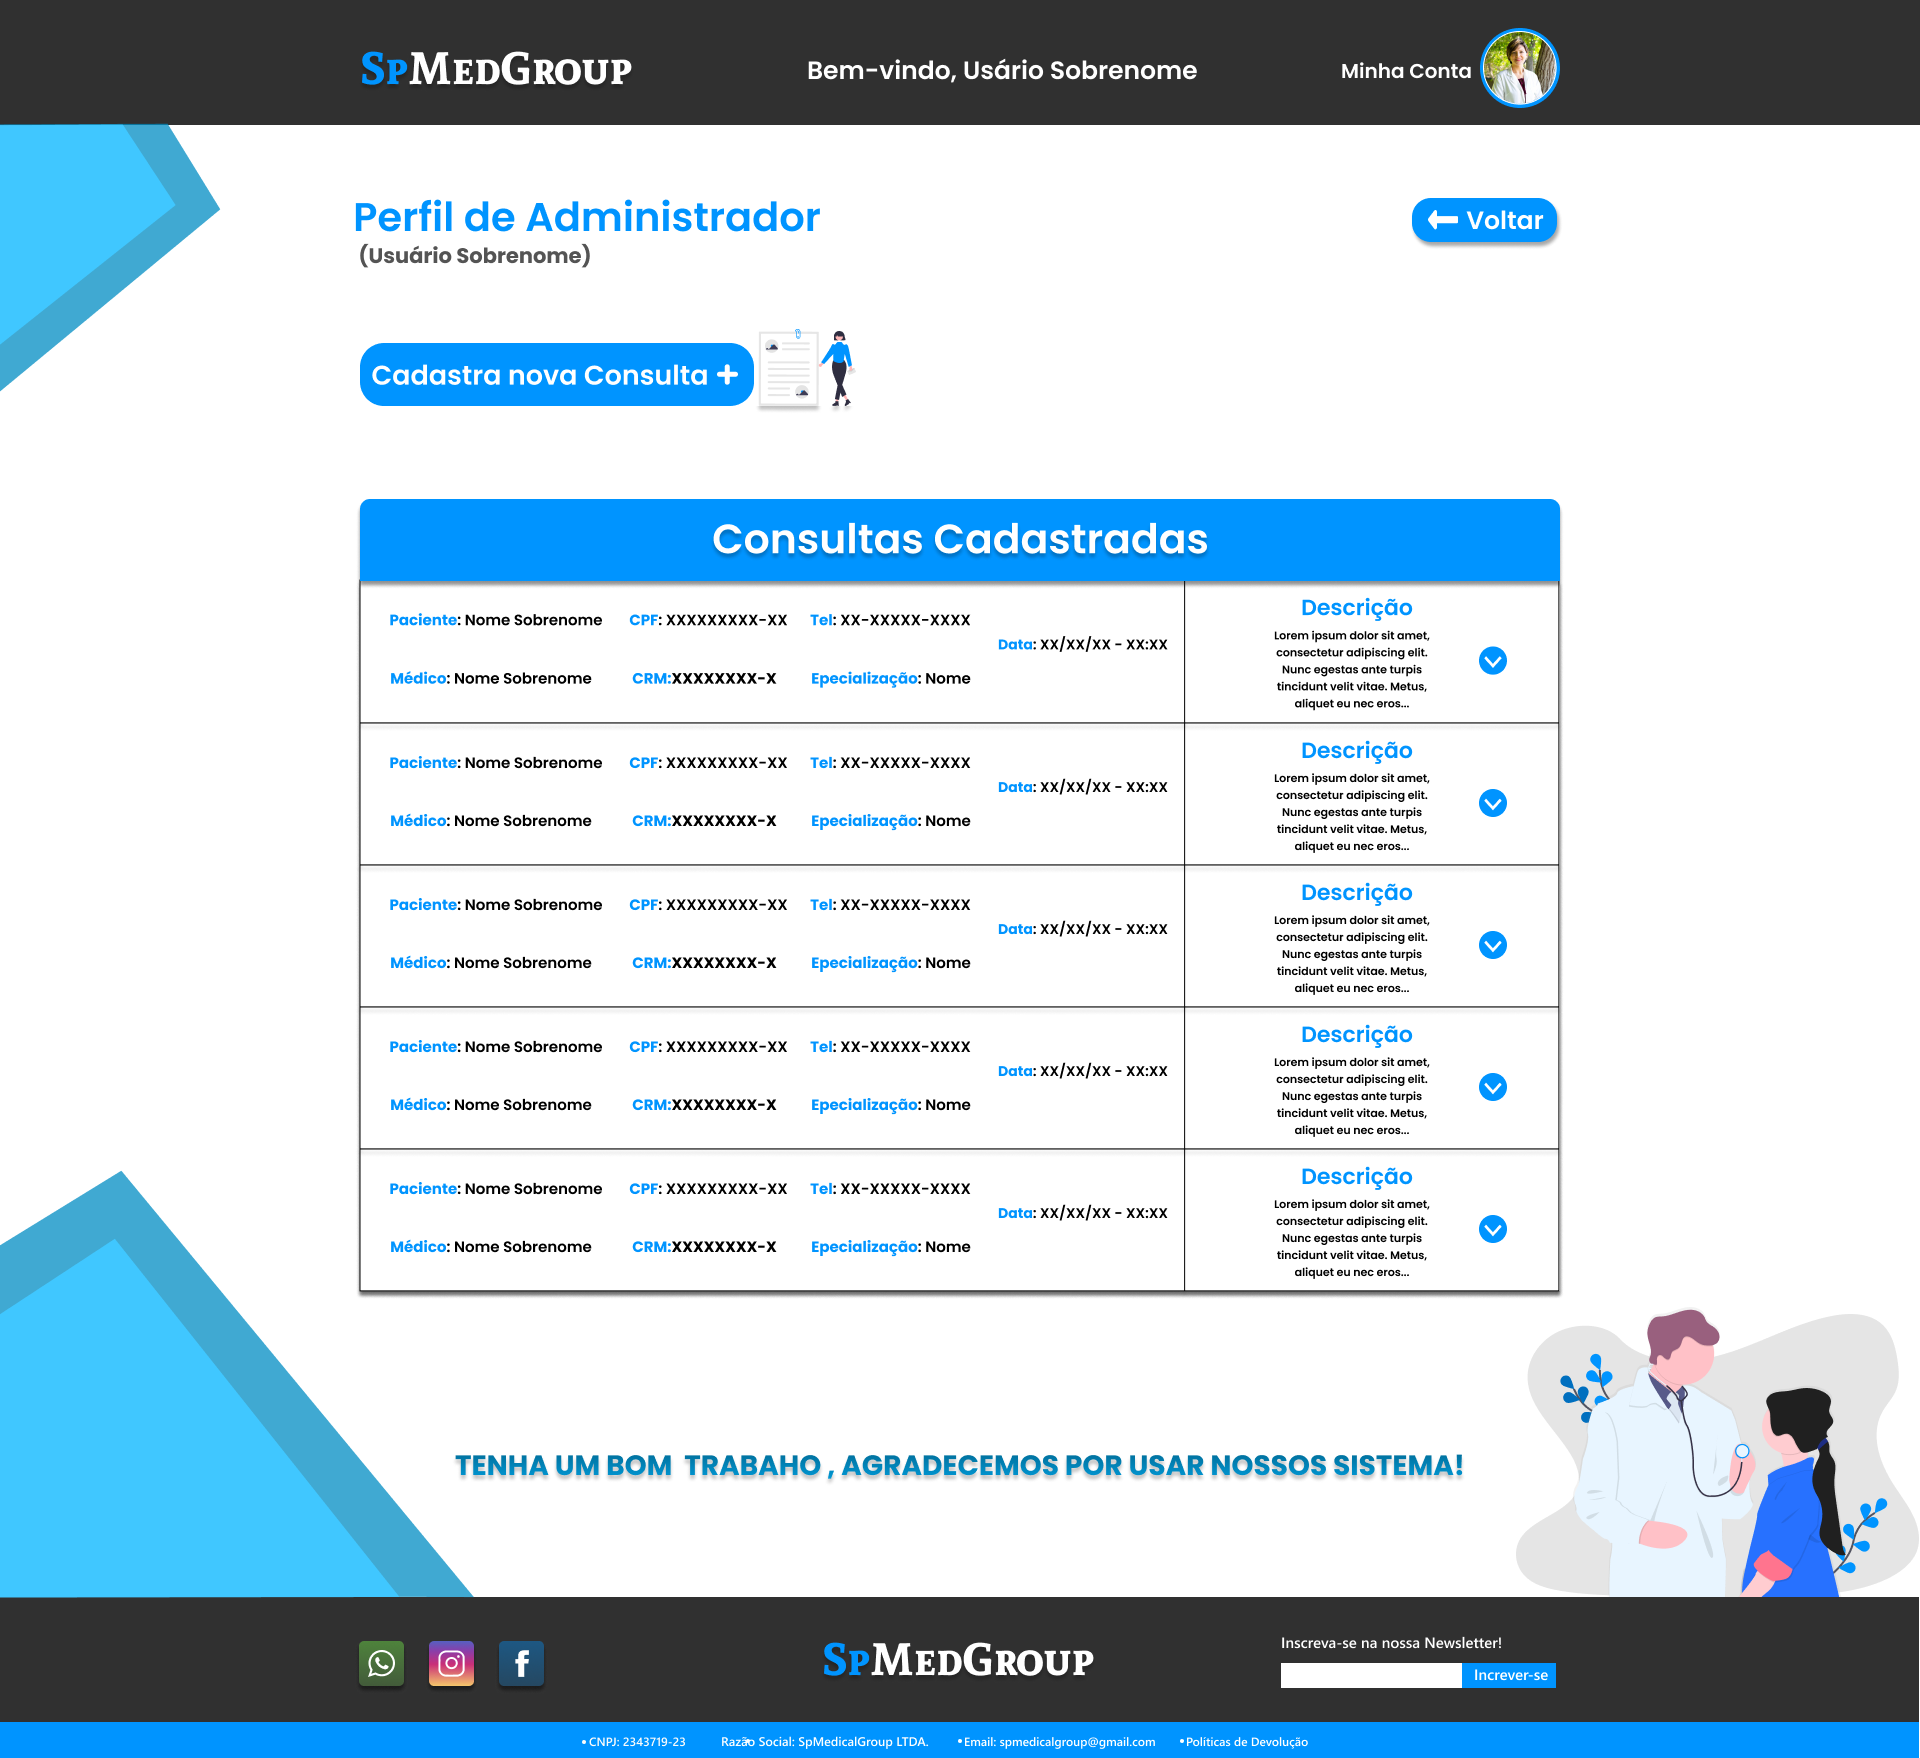 SpMedGroup
Bem-vindo, Usário Sobrenome
Minha Conta
Perfil de Administrador
Voltar
(Usuário Sobrenome)
Cadastra nova Consulta +
Consultas Cadastradas
Paciente: Nome Sobrenome CPF: XXXXXXXXX-XX Tel: XX-XXXXX-XXXX
Data: XX/XX/XX - XX:XX
Médico: Nome Sobrenome CRM:XXXXXXXX-X Epecialização: Nome
Descrição
Lorem ipsum dolor sit amet,
consectetur adipiscing elit.
Nunc egestas ante turpis
tincidunt velit vitae. Metus,
aliquet eu nec eros...
Paciente: Nome Sobrenome CPF: XXXXXXXXX-XX Tel: XX-XXXXX-XXXX
Data: XX/XX/XX - XX:XX
Médico: Nome Sobrenome CRM:XXXXXXXX-X Epecialização: Nome
Descrição
Lorem ipsum dolor sit amet,
consectetur adipiscing elit.
Nunc egestas ante turpis
tincidunt velit vitae. Metus,
aliquet eu nec eros...
Paciente: Nome Sobrenome CPF: XXXXXXXXX-XX Tel: XX-XXXXX-XXXX
Data: XX/XX/XX - XX:XX
Médico: Nome Sobrenome CRM:XXXXXXXX-X Epecialização: Nome
Descrição
Lorem ipsum dolor sit amet,
consectetur adipiscing elit.
Nunc egestas ante turpis
tincidunt velit vitae. Metus,
aliquet eu nec eros...
Paciente: Nome Sobrenome CPF: XXXXXXXXX-XX Tel: XX-XXXXX-XXXX
Data: XX/XX/XX - XX:XX
Médico: Nome Sobrenome CRM:XXXXXXXX-X Epecialização: Nome
Descrição
Lorem ipsum dolor sit amet,
consectetur adipiscing elit.
Nunc egestas ante turpis
tincidunt velit vitae. Metus,
aliquet eu nec eros...
Paciente: Nome Sobrenome CPF: XXXXXXXXX-XX Tel: XX-XXXXX-XXXX
Data: XX/XX/XX - XX:XX
Médico: Nome Sobrenome CRM:XXXXXXXX-X Epecialização: Nome
Descrição
Lorem ipsum dolor sit amet,
consectetur adipiscing elit.
Nunc egestas ante turpis
tincidunt velit vitae. Metus,
aliquet eu nec eros...
TENHA UM BOM TRABAHO , AGRADECEMOS POR USAR NOSSOS SISTEMA!
SpMedGroup
Inscreva-se na nossa Newsletter!
Increver-se
• CNPJ: 2343719-23 Razão Social: SpMedicalGroup LTDA. • Email: spmedicalgroup@gmail.com • Políticas de Devolução